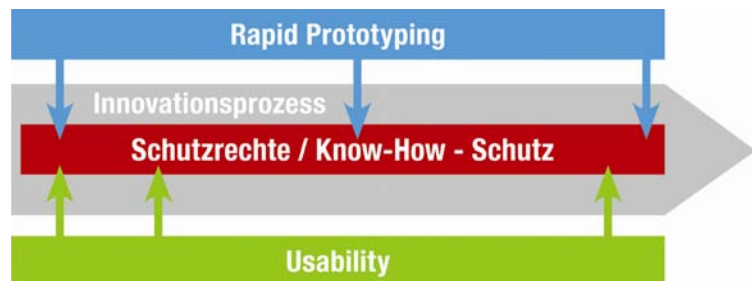 Rapid Prototyping
Innovationsprozess
Schutzrechte / Know-How - Schutz
Usability